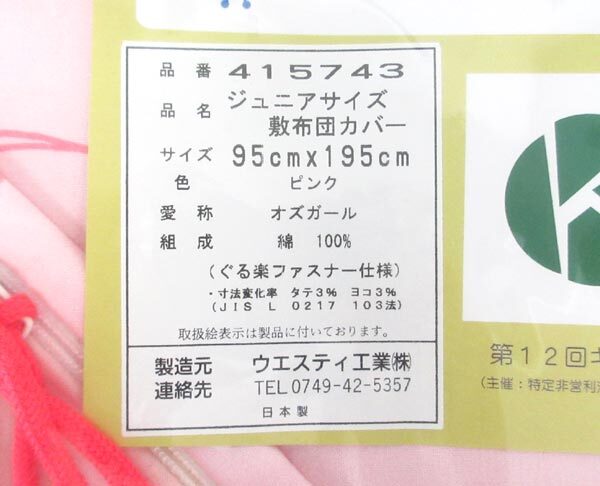 品番 415743
品名 ジュニアサイズ
敷布団カバー
サイズ 95cm×195cm
色 ピンク
愛称 オズガール
組成 綿 100%
(ぐる楽ファスナー仕様)
・寸法変化率 タテ3% ヨコ3%
(JIS L 0217 103法)
取扱絵表示は製品に付いております。
製造元 ウエスティ工業㈱
連絡先 TEL.0749-42-5357
日本製
第12回キ
(主催:特定非営利